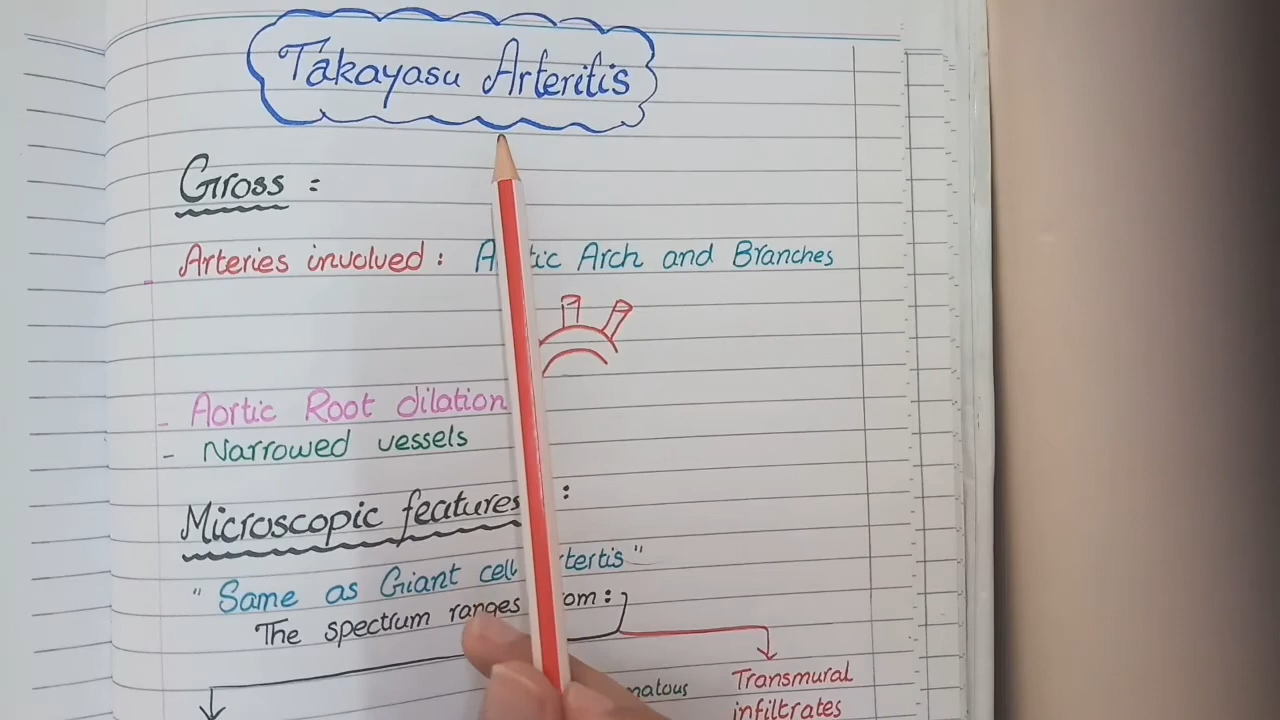 Takayasu Arteritis
Gross :
- Arteries involved : Arch and Branches
- Aortic Root dilation
- Narrowed vessels
Microscopic features :
" Same as Giant cell "
The spectrum ranges
Transmural
infiltrates